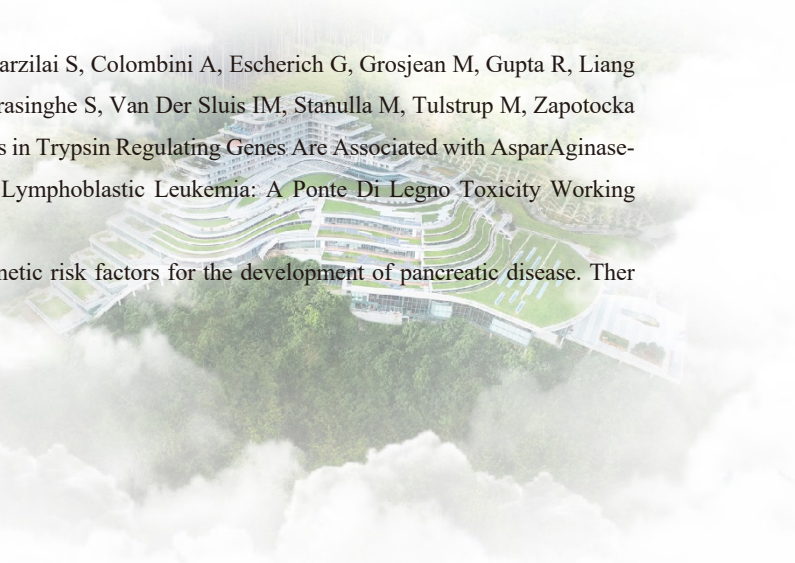 arzilai S, Colombini A, Escherich G, Grosjean M, Gupta R, Liang
rasinghe S, Van Der Sluis IM, Stanulla M, Tulstrup M, Zapotocka
s in Trypsin Regulating Genes Are Associated with AsparAginase-
Lymphoblastic Leukemia: A Ponte Di Legno Toxicity Working
netic risk factors for the development of pancreatic disease. Ther